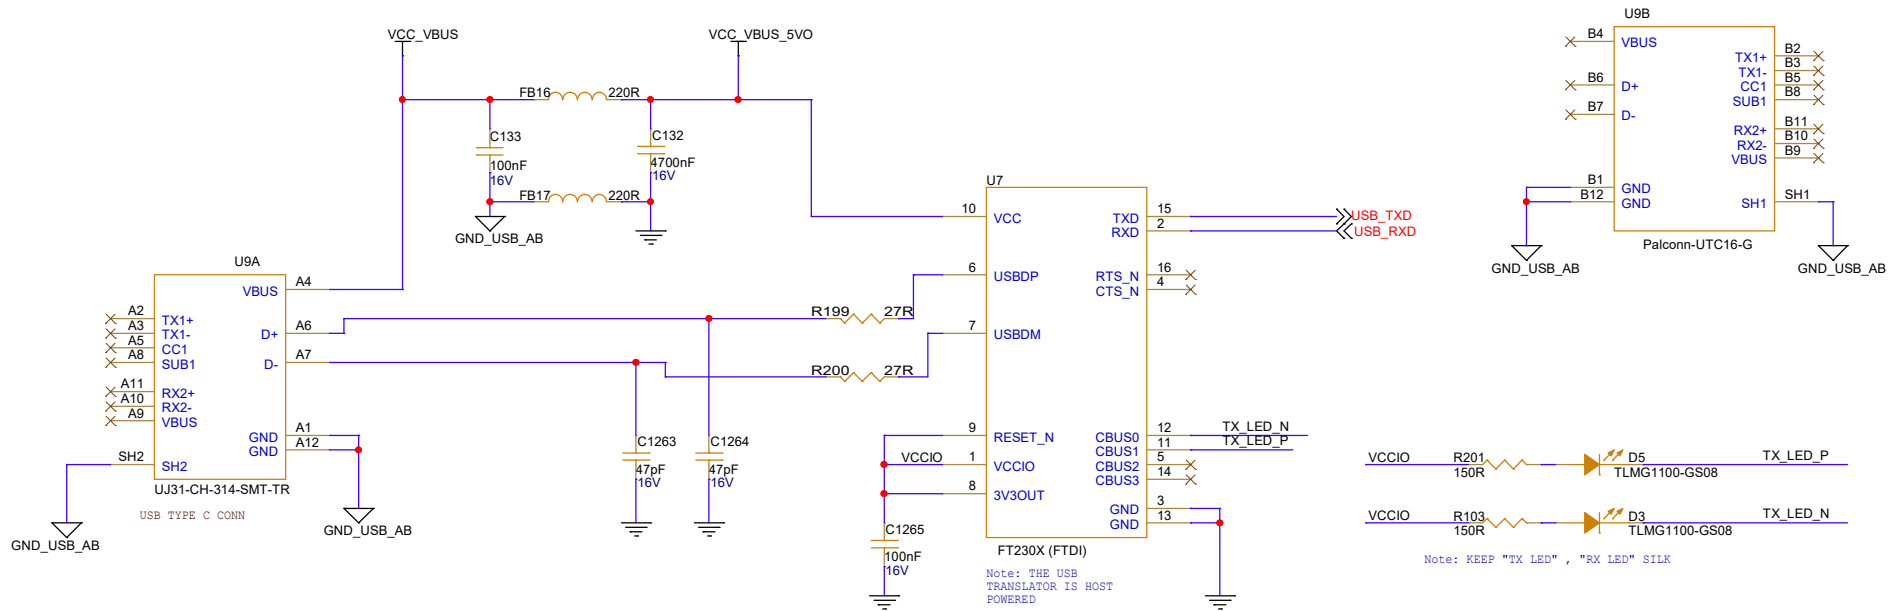 VCC_VBUS
VCC_VBUS_5VO
FB16 220R
C133
100nF
16V
C132
4700nF
16V
FB17 220R
GND_USB_AB
U9A
A4
VBUS
A2
TX1+
A3
TX1-
A5
CC1
A8
SUB1
A6
D+
A7
D-
A11
RX2+
A10
RX2-
A9
VBUS
A1
GND
A12
GND
SH2
SH2
UJ31-CH-314-SMT-TR
USB TYPE C CONN
GND_USB_AB
GND_USB_AB
R199 27R
R200 27R
C1263
47pF
16V
C1264
47pF
16V
U7
10
VCC
6
USBDP
7
USBDM
9
RESET_N
VCCIO
1
VCCIO
8
3V3OUT
C1265
100nF
16V
15
TXD
USB_TXD
2
RXD
USB_RXD
16
RTS_N
4
CTS_N
12
CBUS0
TX_LED_N
11
CBUS1
TX_LED_P
5
CBUS2
14
CBUS3
3
GND
13
GND
FT230X (FTDI)
Note: THE USB
TRANSLATOR IS HOST
POWERED
U9B
B4
VBUS
B6
D+
B7
D-
B2
TX1+
B3
TX1-
B5
CC1
B8
SUB1
B11
RX2+
B10
RX2-
B9
VBUS
B1
GND
B12
GND
SH1
SH1
Palconn-UTC16-G
GND_USB_AB
GND_USB_AB
VCCIO
R201
150R
D5
TLMG1100-GS08
TX_LED_P
VCCIO
R103
150R
D3
TLMG1100-GS08
TX_LED_N
Note: KEEP "TX LED" , "RX LED" SILK